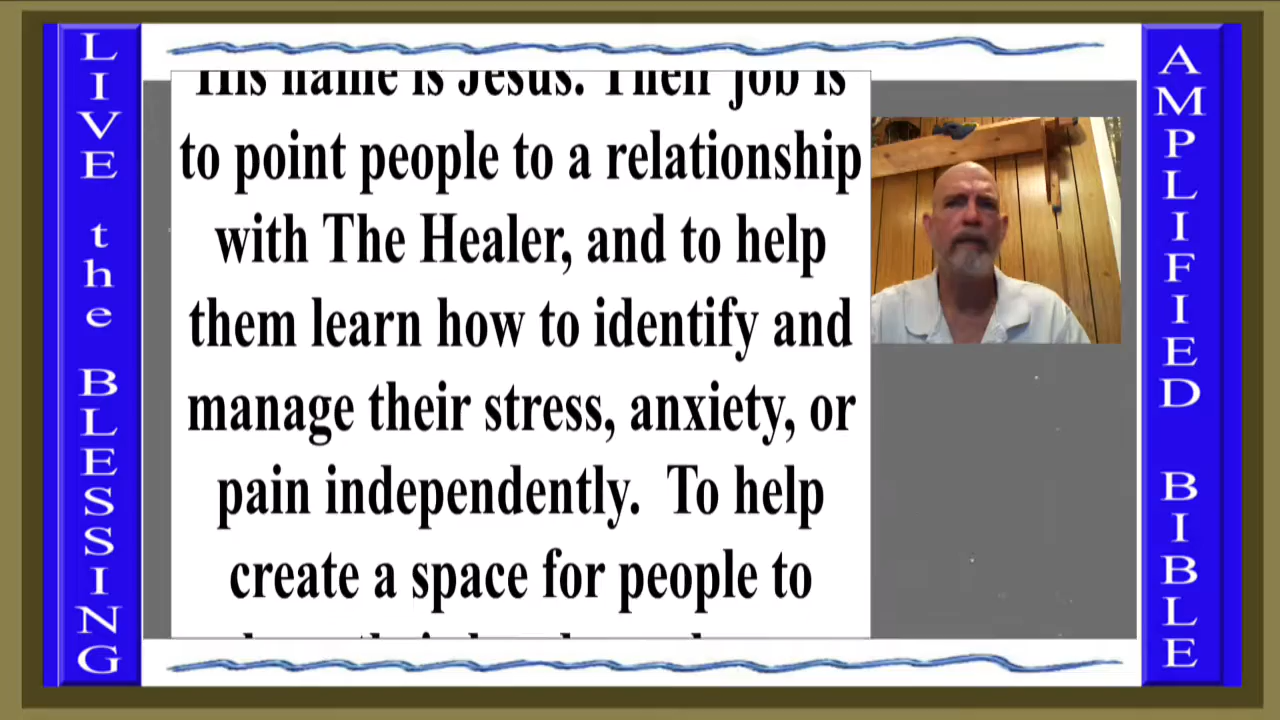 LIVE the BLESSING
His name is Jesus. Their job is
to point people to a relationship
with The Healer, and to help
them learn how to identify and
manage their stress, anxiety, or
pain independently. To help
create a space for people to
AMPLIFIED BIBLE